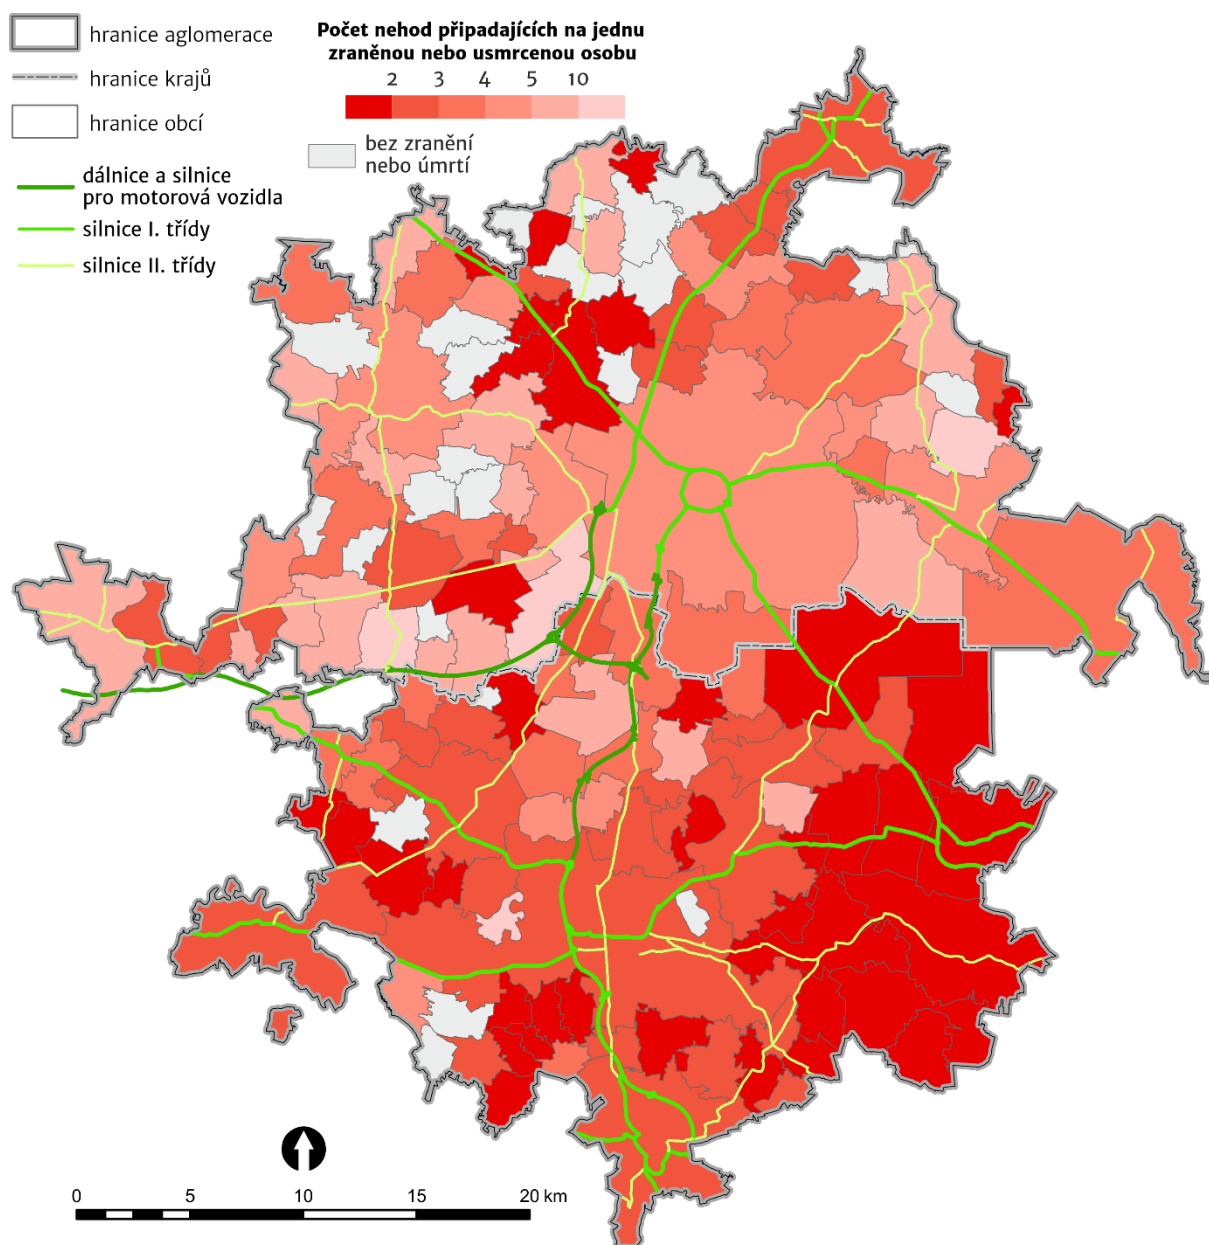 hranice aglomerace
hranice krajů
hranice obcí
dálnice a silnice
pro motorová vozidla
silnice I. třídy
silnice II. třídy
Počet nehod připadajících na jednu
zraněnou nebo usmrcenou osobu
2 3 4 5 10
bez zranění
nebo úmrtí
0 5 10 15 20 km